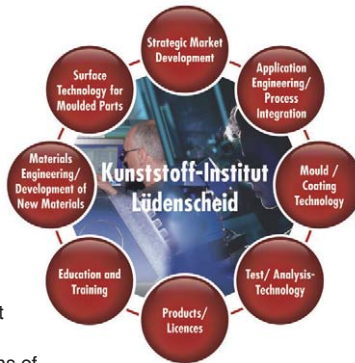 Strategic Market
Development
Application
Engineering/
Process
Integration
Mould /
Coating
Technology
Test/ Analysis-
Technology
Products/
Licences
Education and
Training
Materials
Engineering/
Development of
New Materials
Surface
Technology for
Moulded Parts
Kunststoff-Institut
Lüdenscheid